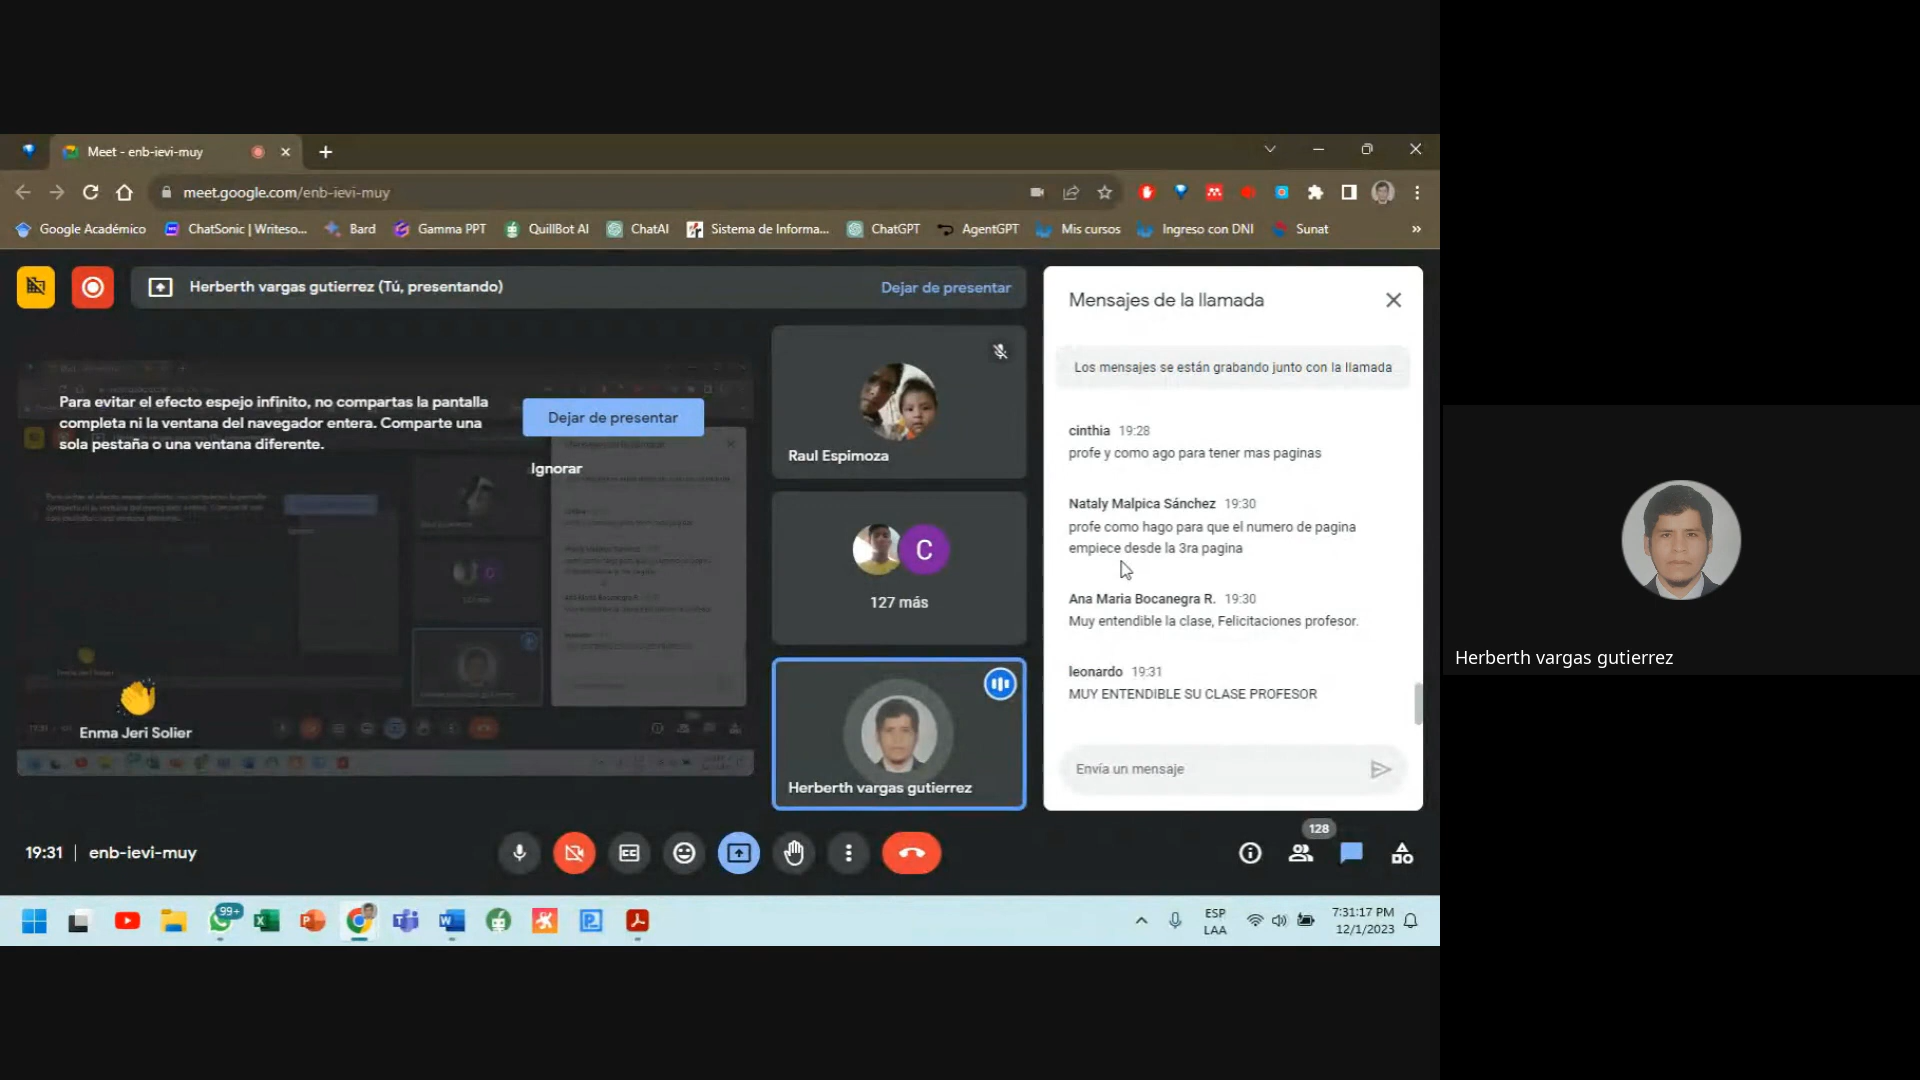 Meet - enb-ievi-muy
meet.google.com/enb-ievi-muy
Google Académico
ChatSonic | Writeso...
Bard
Gamma PPT
QuillBot AI
ChatAI
Sistema de Informa...
ChatGPT
AgentGPT
Mis cursos
Ingreso con DNI
Sunat
»
Herberth vargas gutierrez (Tú, presentando)
Dejar de presentar
Para evitar el efecto espejo infinito, no compartas la pantalla
completa ni la ventana del navegador entera. Comparte una
sola pestaña o una ventana diferente.
Dejar de presentar
Ignorar
Enma Jeri Solier
Raul Espimoza
C
127 más
Herberth vargas gutierrez
Mensajes de la llamada
Los mensajes se están grabando junto con la llamada
cinthia 19:28
profe y como ago para tener mas paginas
Nataly Malpica Sánchez 19:30
profe como hago para que el numero de pagina
empiece desde la 3ra pagina
Ana Maria Bocanegra R. 19:30
Muy entendible la clase, Felicitaciones profesor.
leonardo 19:31
MUY ENTENDIBLE SU CLASE PROFESOR
Envía un mensaje
19:31 | enb-ievi-muy
128
99+
ESP
LAA
7:31:17 PM
12/1/2023
Herberth vargas gutierrez